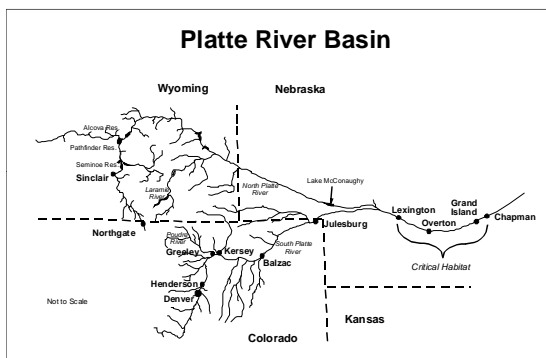 Platte River Basin
Wyoming
Nebraska
Alcova Res.
Pathfinder Res.
Seminoe Res.
Sinclair
Laramie
River
North Platte
River
Lake McConaughy
Lexington
Grand
Island
Chapman
Overton
Northgate
Julesburg
Poudre
River
Greeley
Kersey
South Platte
River
Balzac
Critical Habitat
Henderson
Denver
Not to Scale
Colorado
Kansas